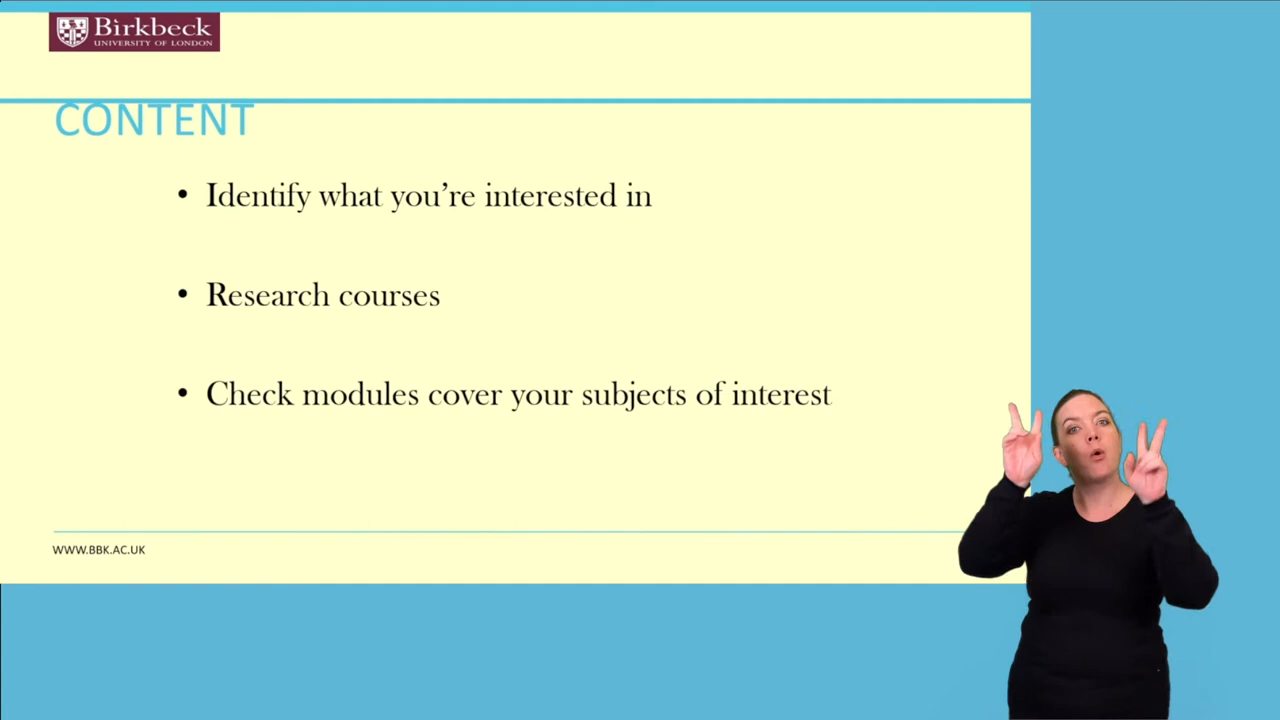 Birkbeck
UNIVERSITY OF LONDON
CONTENT
• Identify what you’re interested in
• Research courses
• Check modules cover your subjects of interest
WWW.BBK.AC.UK